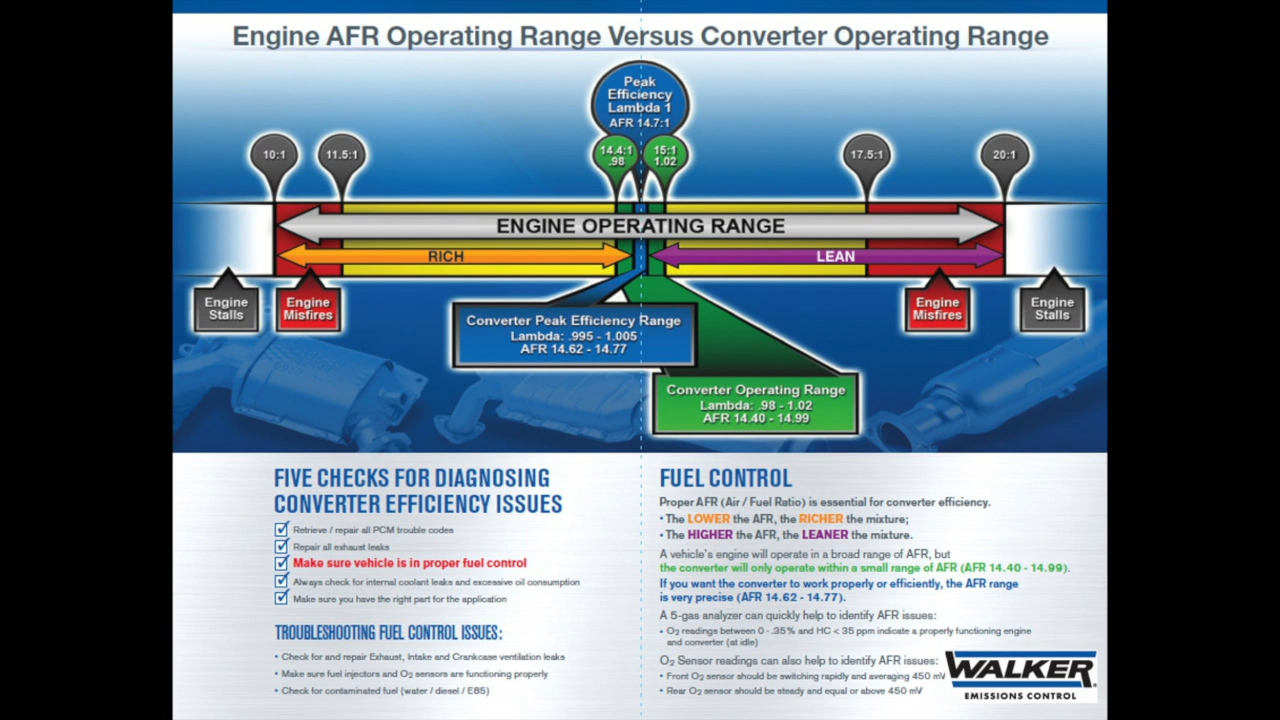 Engine AFR Operating Range Versus Converter Operating Range
Peak
Efficiency
Lambda 1
AFR 14.7:1
10:1
11.5:1
14.4:1
.98
15:1
1.02
17.5:1
20:1
ENGINE OPERATING RANGE
RICH
LEAN
Engine
Stalls
Engine
Misfires
Engine
Misfires
Engine
Stalls
Converter Peak Efficiency Range
Lambda: .995 - 1.005
AFR 14.62 - 14.77
Converter Operating Range
Lambda: .98 - 1.02
AFR 14.40 - 14.99
FIVE CHECKS FOR DIAGNOSING
CONVERTER EFFICIENCY ISSUES
Retrieve / repair all PCM trouble codes
Repair all exhaust leaks
Make sure vehicle is in proper fuel control
Always check for internal coolant leaks and excessive oil consumption
Make sure you have the right part for the application
TROUBLESHOOTING FUEL CONTROL ISSUES:
• Check for and repair Exhaust, Intake and Crankcase ventilation leaks
• Make sure fuel injectors and O2 sensors are functioning properly
• Check for contaminated fuel (water / diesel / E85)
FUEL CONTROL
Proper AFR (Air / Fuel Ratio) is essential for converter efficiency.
• The LOWER the AFR, the RICHER the mixture;
• The HIGHER the AFR, the LEANER the mixture.
A vehicle's engine will operate in a broad range of AFR, but
the converter will only operate within a small range of AFR (AFR 14.40 - 14.99).
If you want the converter to work properly or efficiently, the AFR range
is very precise (AFR 14.62 - 14.77).
A 5-gas analyzer can quickly help to identify AFR issues:
• O2 readings between 0 - .35% and HC < 35 ppm indicate a properly functioning engine
and converter (at idle)
O2 Sensor readings can also help to identify AFR issues:
• Front O2 sensor should be switching rapidly and averaging 450 mV
• Rear O2 sensor should be steady and equal or above 450 mV
WALKER
EMISSIONS CONTROL